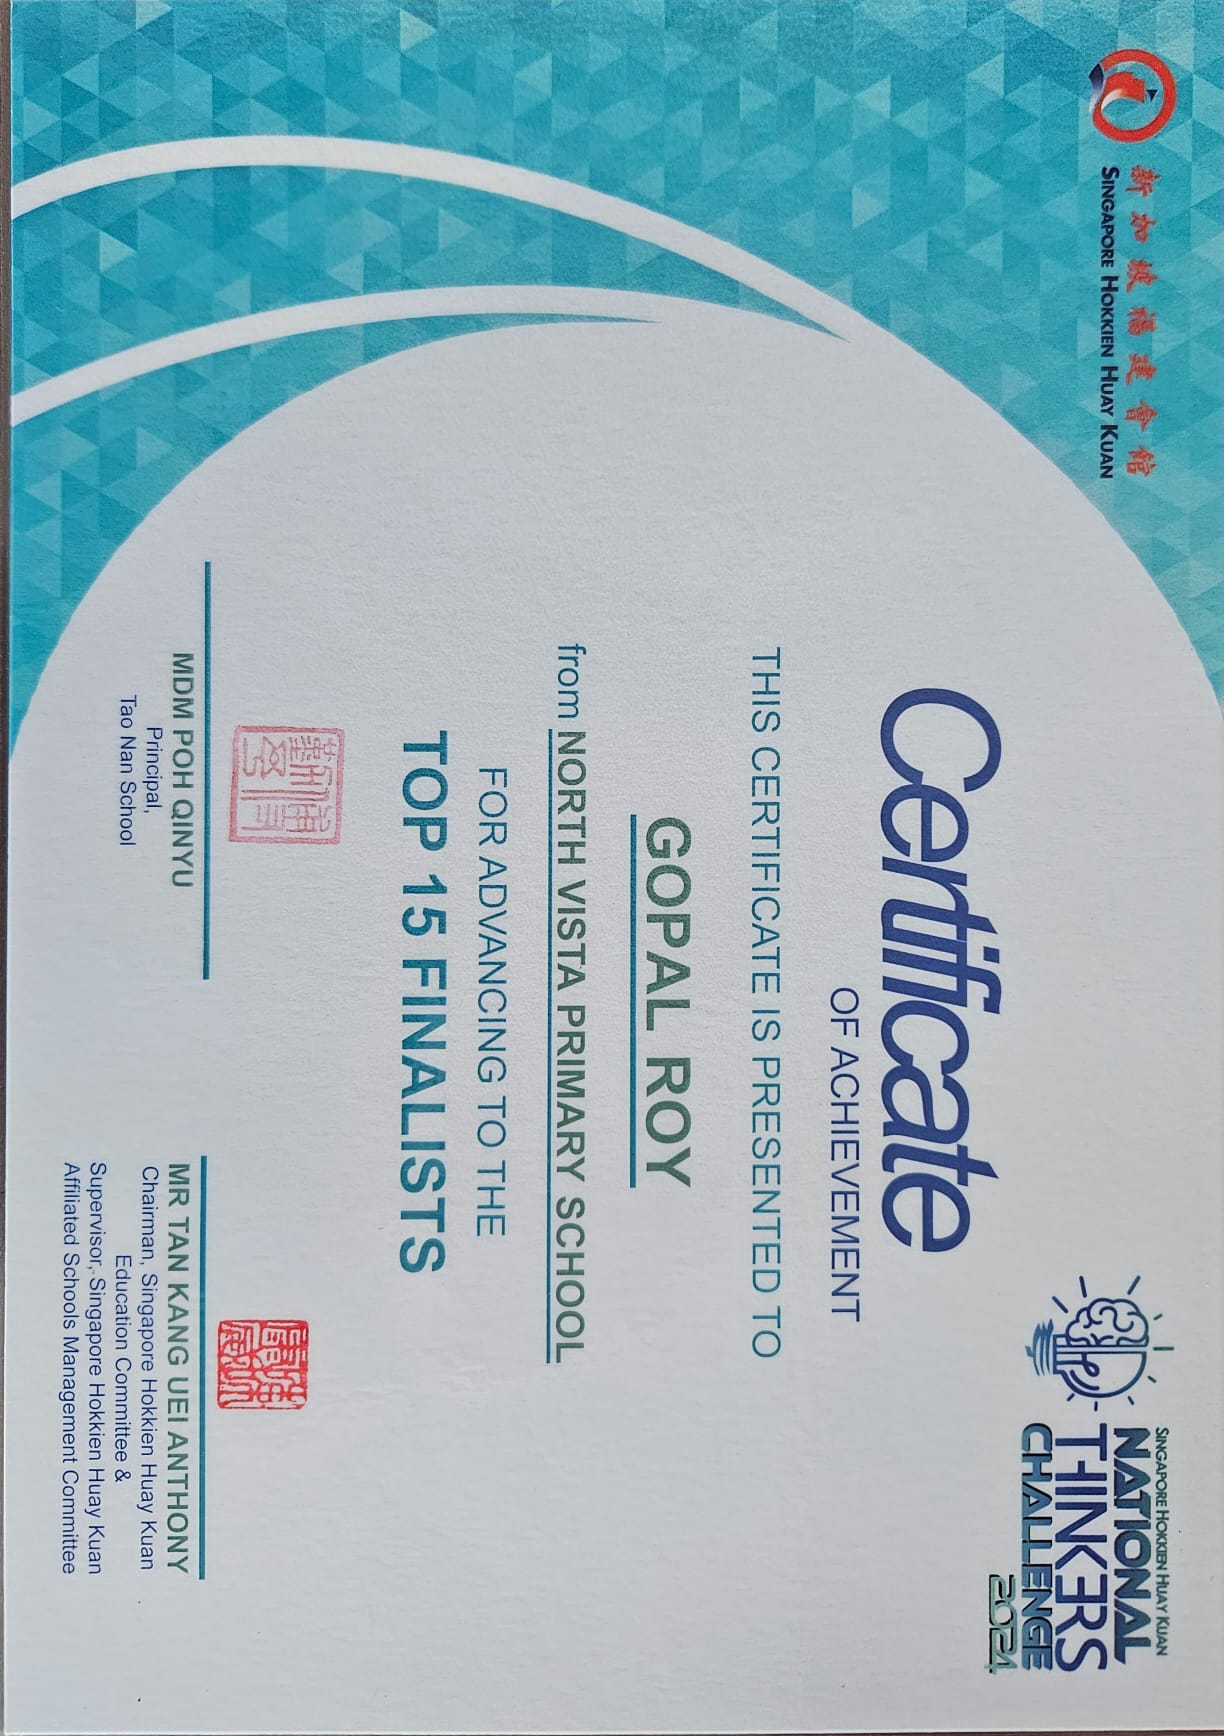 新加坡福建會館
SINGAPORE HOKKIEN HUAY KUAN
SINGAPORE HOKKIEN HUAY KUAN
NATIONAL
THINKERS
CHALLENGE
2024
Certificate
OF ACHIEVEMENT
THIS CERTIFICATE IS PRESENTED TO
GOPAL ROY
from NORTH VISTA PRIMARY SCHOOL
FOR ADVANCING TO THE
TOP 15 FINALISTS
MDM POH QINYU
Principal,
Tao Nan School
MR TAN KANG UEI ANTHONY
Chairman, Singapore Hokkien Huay Kuan
Education Committee &
Supervisor, Singapore Hokkien Huay Kuan
Affiliated Schools Management Committee